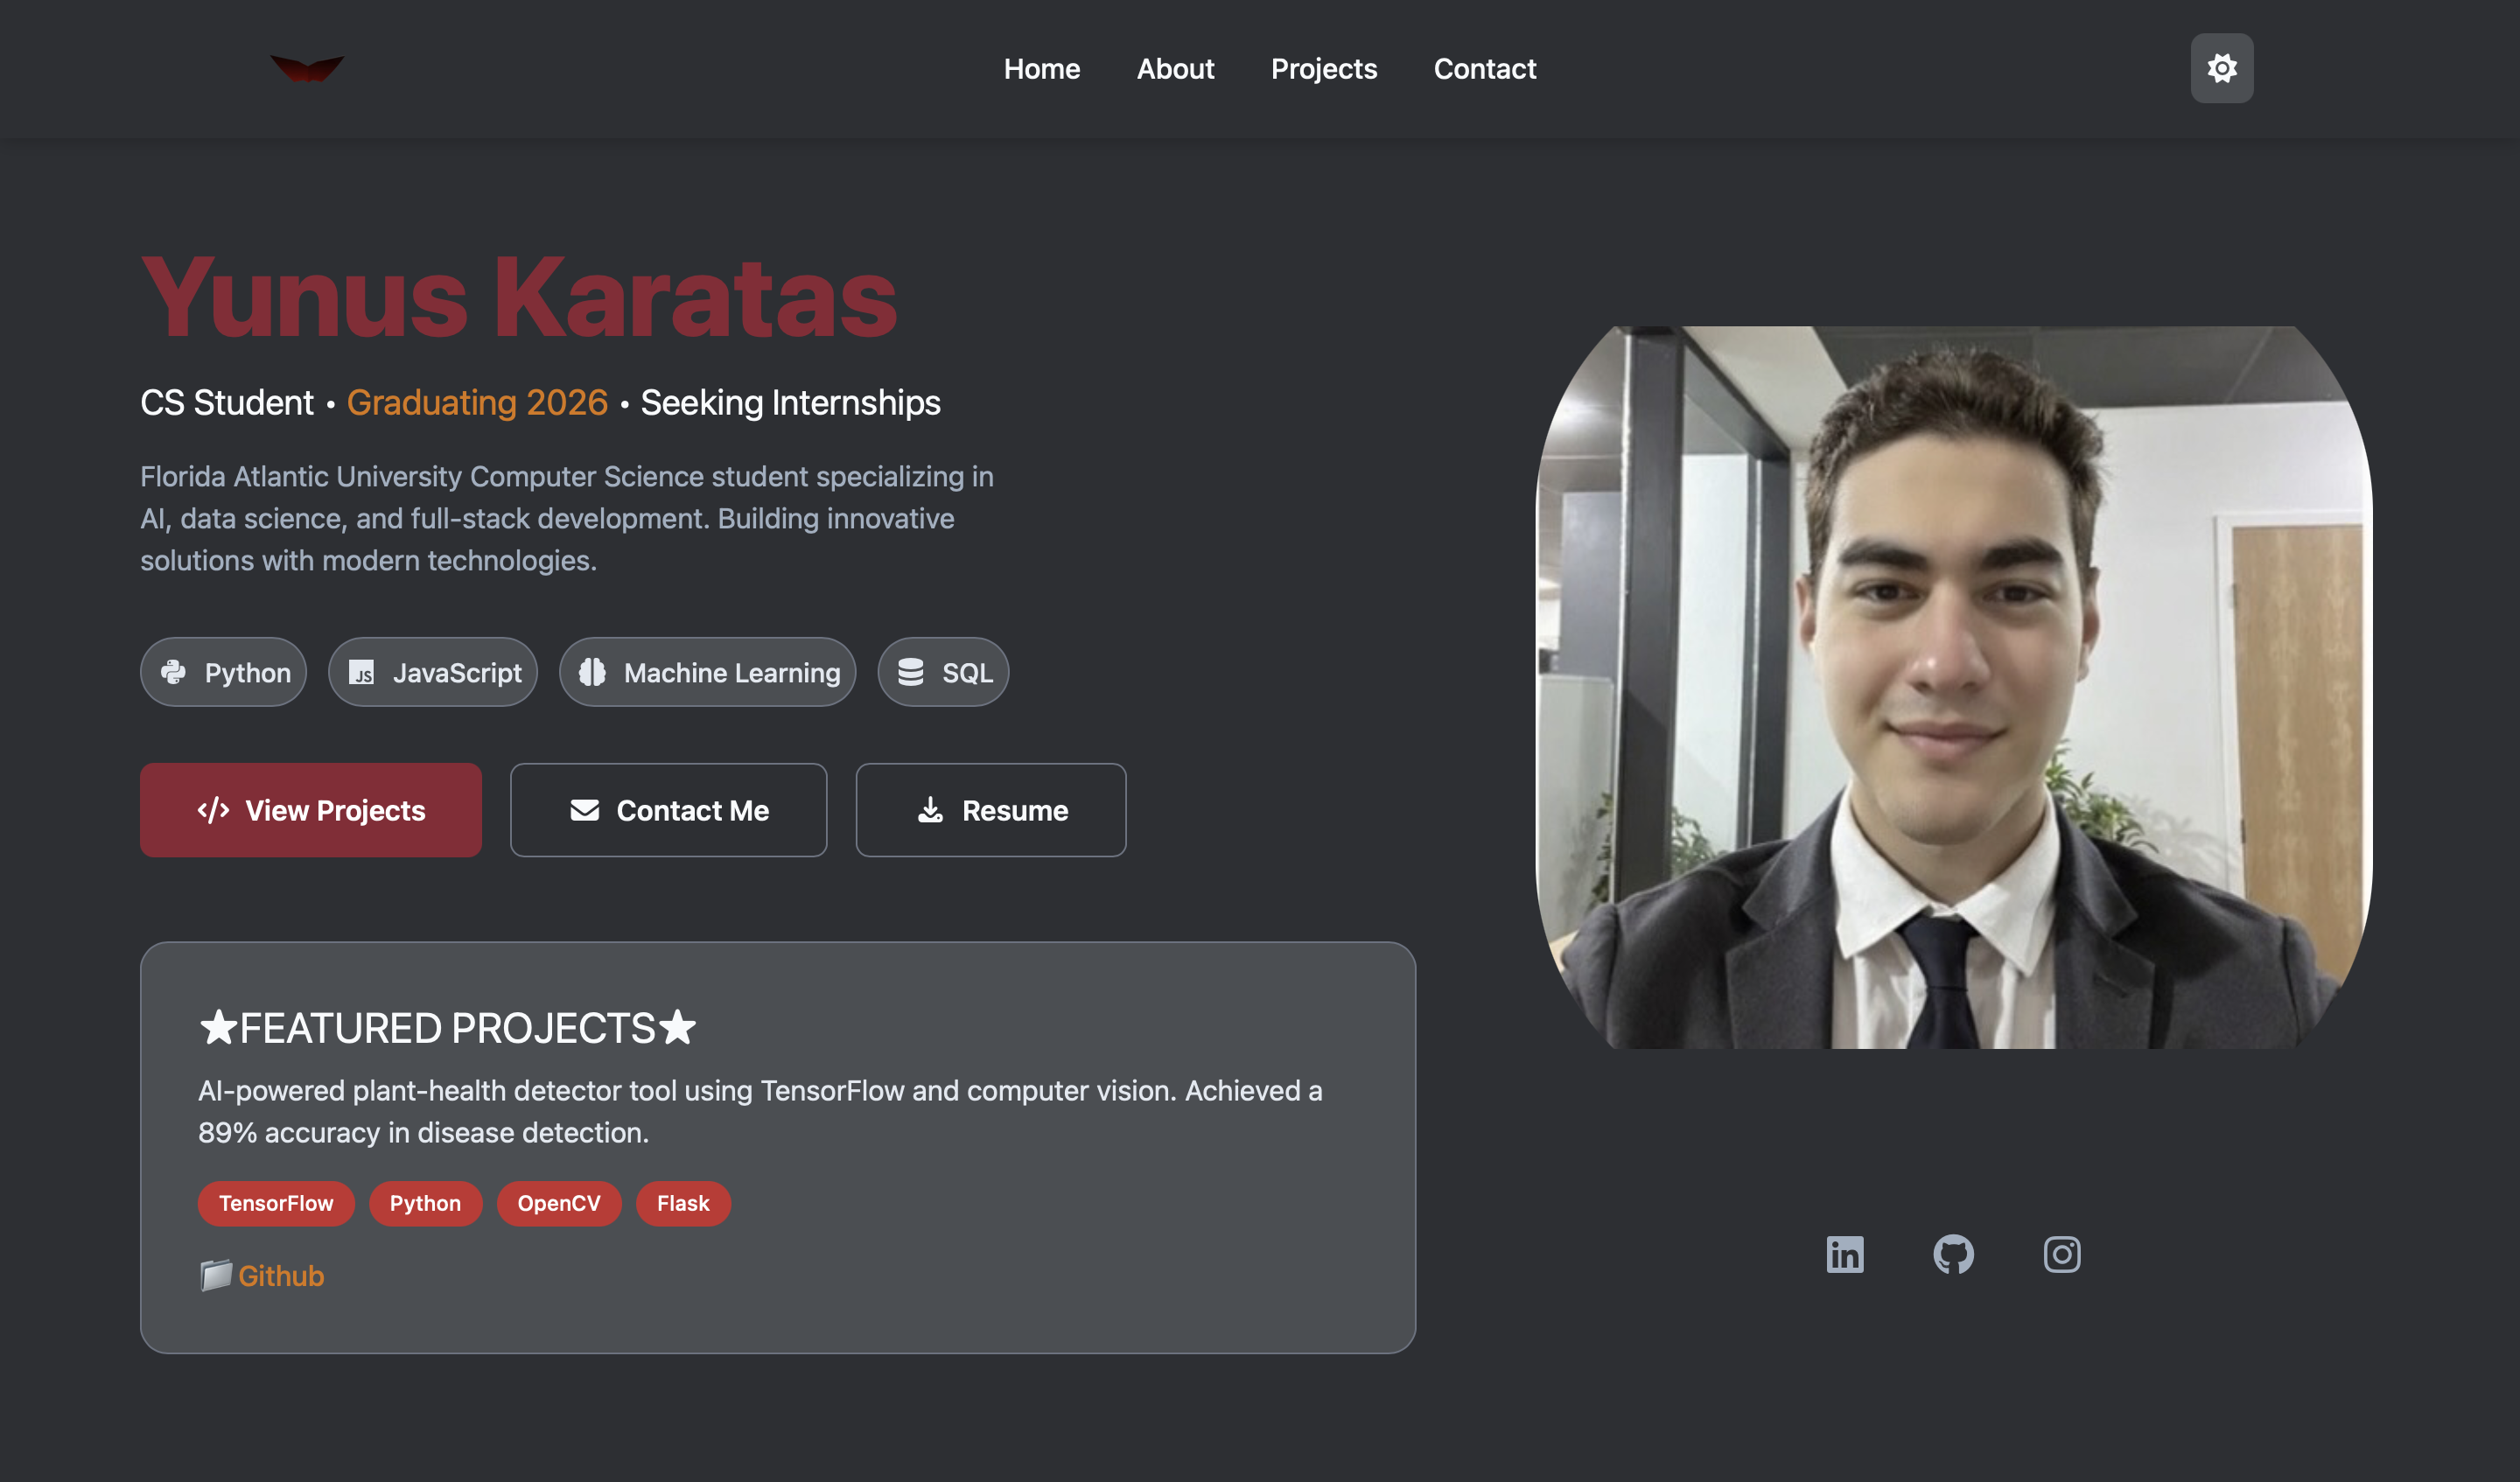 Home About Projects Contact
Yunus Karatas
CS Student • Graduating 2026 • Seeking Internships
Florida Atlantic University Computer Science student specializing in
AI, data science, and full-stack development. Building innovative
solutions with modern technologies.
Python JavaScript Machine Learning SQL
</> View Projects Contact Me Resume
★FEATURED PROJECTS★
AI-powered plant-health detector tool using TensorFlow and computer vision. Achieved a
89% accuracy in disease detection.
TensorFlow Python OpenCV Flask
Github